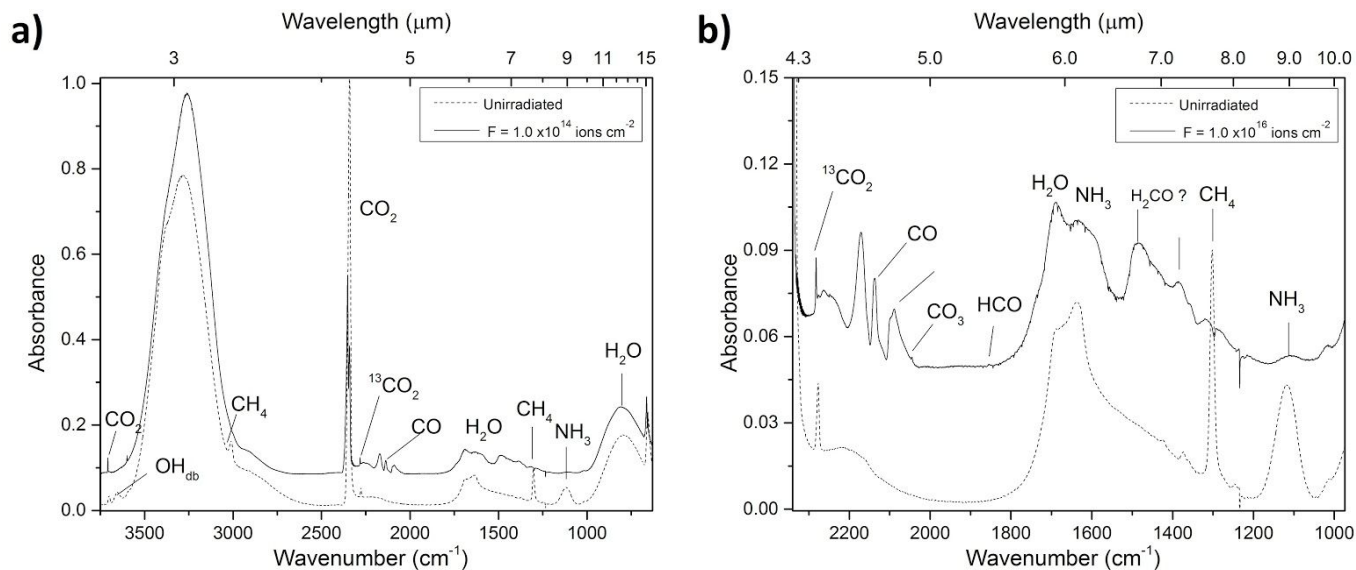 a)
Wavelength (μm)
3 5 7 9 11 15
Absorbance
1.0
0.8
0.6
0.4
0.2
0.0
Unirradiated
F = 1.0 x10¹⁴ ions cm⁻²
CO₂
CO₂
OH_db
CH₄
¹³CO₂
CO
H₂O
CH₄
NH₃
H₂O
3500 3000 2500 2000 1500 1000
Wavenumber (cm⁻¹)
b)
Wavelength (μm)
4.3 5.0 6.0 7.0 8.0 9.0 10.0
Absorbance
0.15
0.12
0.09
0.06
0.03
0.00
Unirradiated
F = 1.0 x10¹⁶ ions cm⁻²
¹³CO₂
CO
CO₃
HCO
H₂O
NH₃
H₂CO ?
CH₄
NH₃
2200 2000 1800 1600 1400 1200 1000
Wavenumber (cm⁻¹)